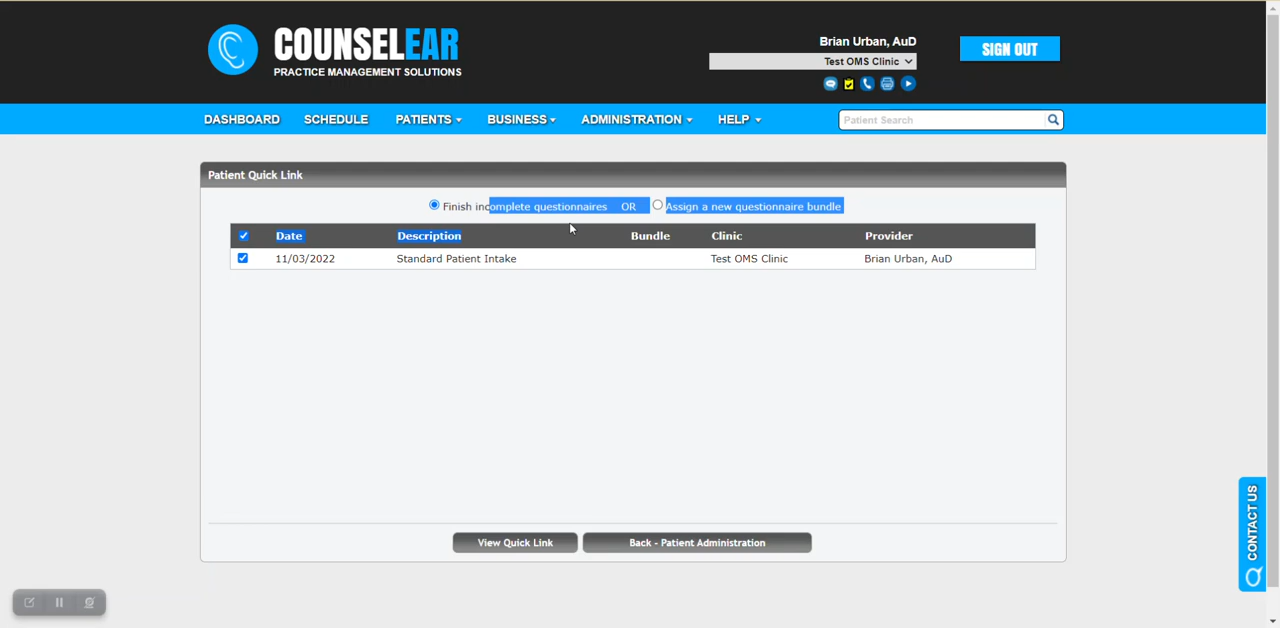 COUNSELEAR
PRACTICE MANAGEMENT SOLUTIONS
Brian Urban, AuD
Test OMS Clinic
SIGN OUT
DASHBOARD SCHEDULE PATIENTS BUSINESS ADMINISTRATION HELP Patient Search
Patient Quick Link
Finish incomplete questionnaires OR Assign a new questionnaire bundle
Date Description Bundle Clinic Provider
11/03/2022 Standard Patient Intake Test OMS Clinic Brian Urban, AuD
View Quick Link Back - Patient Administration
CONTACT US